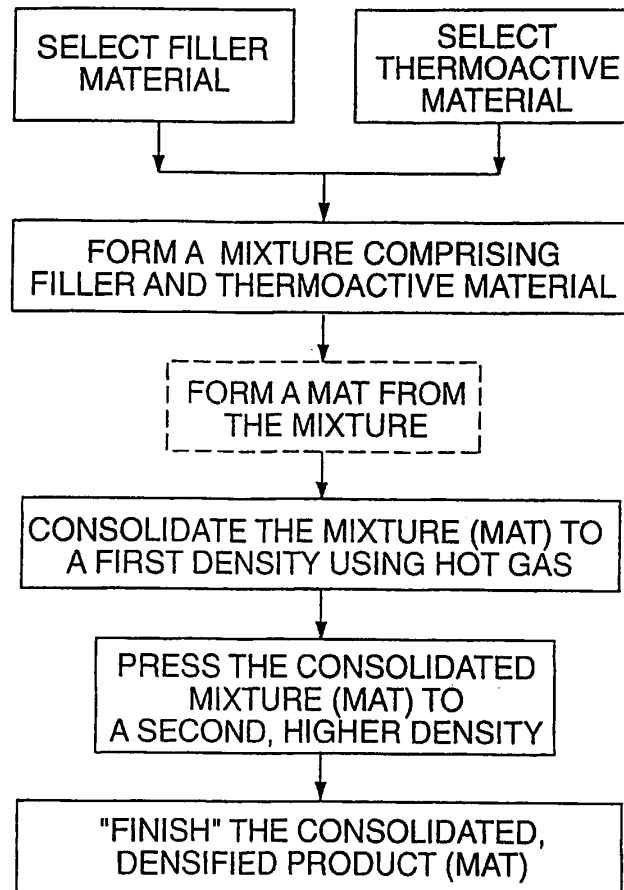 SELECT FILLER
MATERIAL
SELECT
THERMOACTIVE
MATERIAL
FORM A MIXTURE COMPRISING
FILLER AND THERMOACTIVE MATERIAL
FORM A MAT FROM
THE MIXTURE
CONSOLIDATE THE MIXTURE (MAT) TO
A FIRST DENSITY USING HOT GAS
PRESS THE CONSOLIDATED
MIXTURE (MAT) TO
A SECOND, HIGHER DENSITY
"FINISH" THE CONSOLIDATED,
DENSIFIED PRODUCT (MAT)